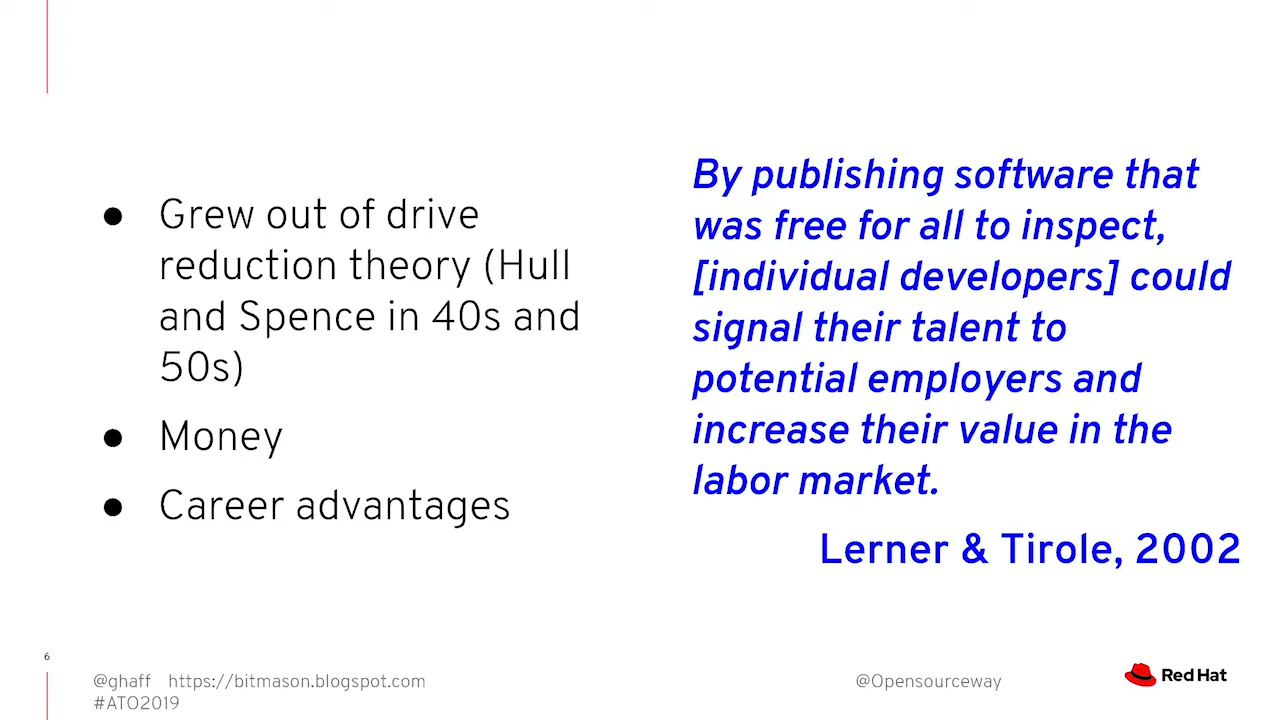 ● Grew out of drive
reduction theory (Hull
and Spence in 40s and
50s)
● Money
● Career advantages
By publishing software that
was free for all to inspect,
[individual developers] could
signal their talent to
potential employers and
increase their value in the
labor market.
Lerner & Tirole, 2002
6
@ghaff https://bitmason.blogspot.com
#ATO2019
@Opensourceway
Red Hat